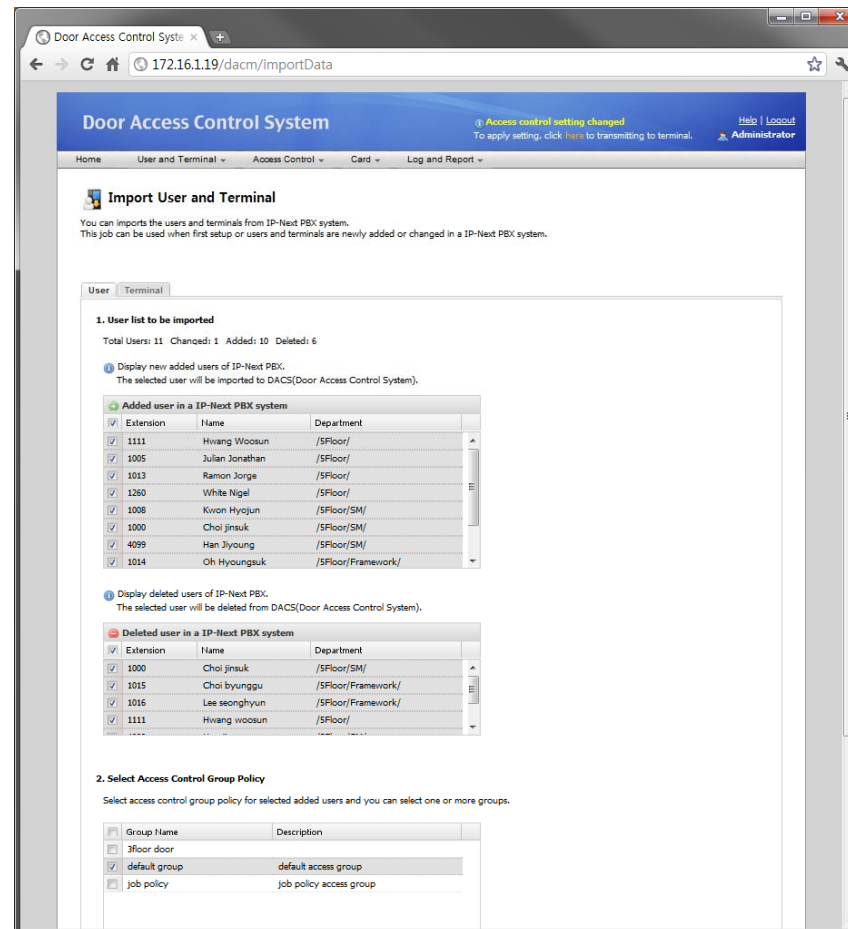 Door Access Control Syste
172.16.1.19/dacm/importData
Door Access Control System
Access control setting changed
To apply setting, click here to transmitting to terminal.
Help | Logout
Administrator
Home User and Terminal Access Control Card Log and Report
Import User and Terminal
You can imports the users and terminals from IP-Next PBX system.
This job can be used when first setup or users and terminals are newly added or changed in a IP-Next PBX system.
User Terminal
1. User list to be imported
Total Users: 11 Changed: 1 Added: 10 Deleted: 6
Display new added users of IP-Next PBX.
The selected user will be imported to DACS(Door Access Control System).
Added user in a IP-Next PBX system
Extension Name Department
1111 Hwang Woosun /5Floor/
1005 Julian Jonathan /5Floor/
1013 Ramon Jorge /5Floor/
1260 White Nigel /5Floor/
1008 Kwon Hyojun /5Floor/SM/
1000 Choi jinsuk /5Floor/SM/
4099 Han Jiyoung /5Floor/SM/
1014 Oh Hyoungsuk /5Floor/Framework/
Display deleted users of IP-Next PBX.
The selected user will be deleted from DACS(Door Access Control System).
Deleted user in a IP-Next PBX system
Extension Name Department
1000 Choi jinsuk /5Floor/SM/
1015 Choi byunggu /5Floor/Framework/
1016 Lee seonghyun /5Floor/Framework/
1111 Hwang woosun /5Floor/
2. Select Access Control Group Policy
Select access control group policy for selected added users and you can select one or more groups.
Group Name Description
3floor door
default group default access group
job policy job policy access group